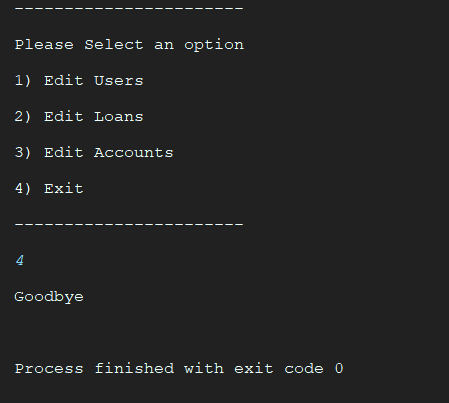 -----------------------
Please Select an option
1) Edit Users
2) Edit Loans
3) Edit Accounts
4) Exit
-----------------------
4
Goodbye
Process finished with exit code 0